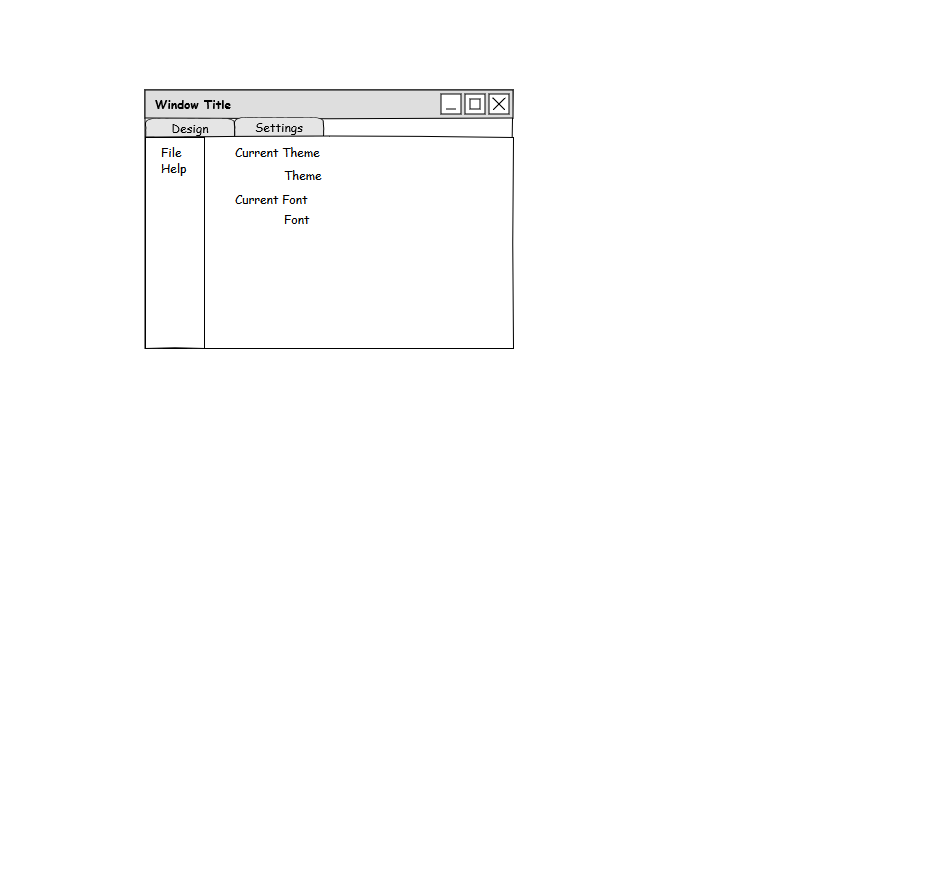 Window Title
Design Settings
File
Help
Current Theme
Theme
Current Font
Font